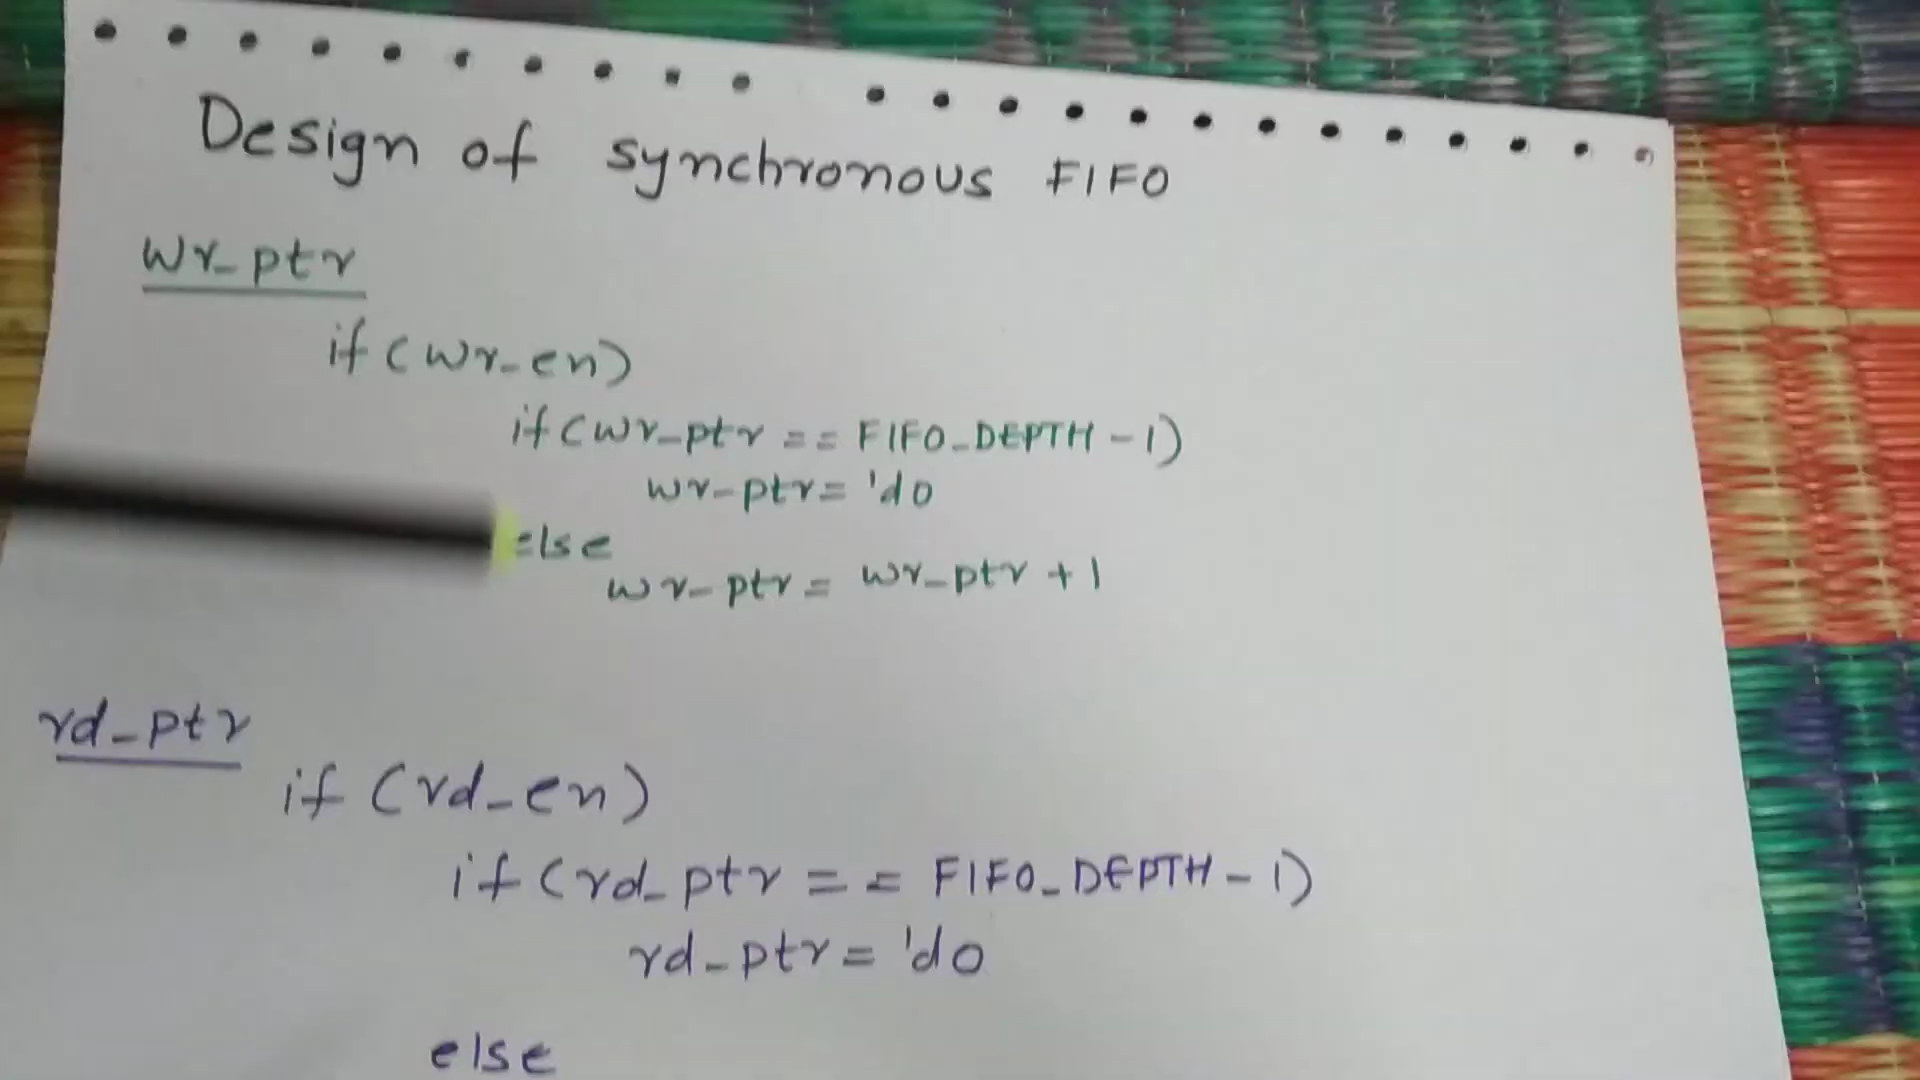 Design of synchronous FIFO
wr_ptr
if (wr_en)
if (wr_ptr == FIFO_DEPTH - 1)
wr_ptr = 'd0
else
wr_ptr = wr_ptr + 1
rd_ptr
if (rd_en)
if (rd_ptr == FIFO_DEPTH - 1)
rd_ptr = 'd0
else